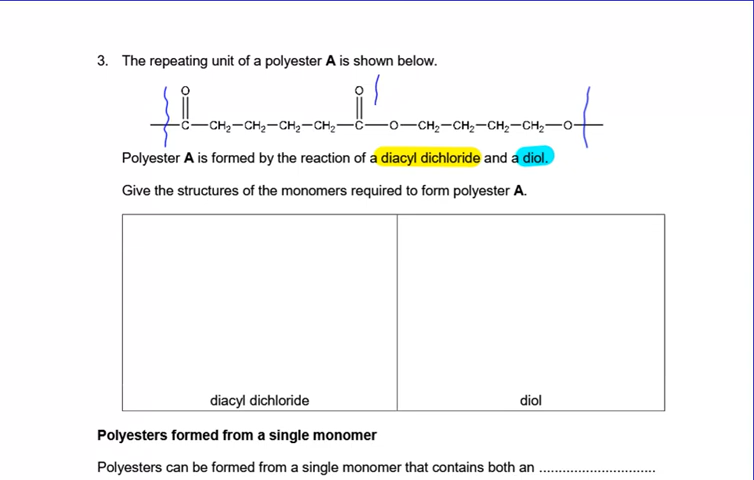 3. The repeating unit of a polyester A is shown below.
O O
C—CH₂—CH₂—CH₂—CH₂—C—O—CH₂—CH₂—CH₂—CH₂—O
Polyester A is formed by the reaction of a diacyl dichloride and a diol.
Give the structures of the monomers required to form polyester A.
diacyl dichloride diol
Polyesters formed from a single monomer
Polyesters can be formed from a single monomer that contains both an ..............................